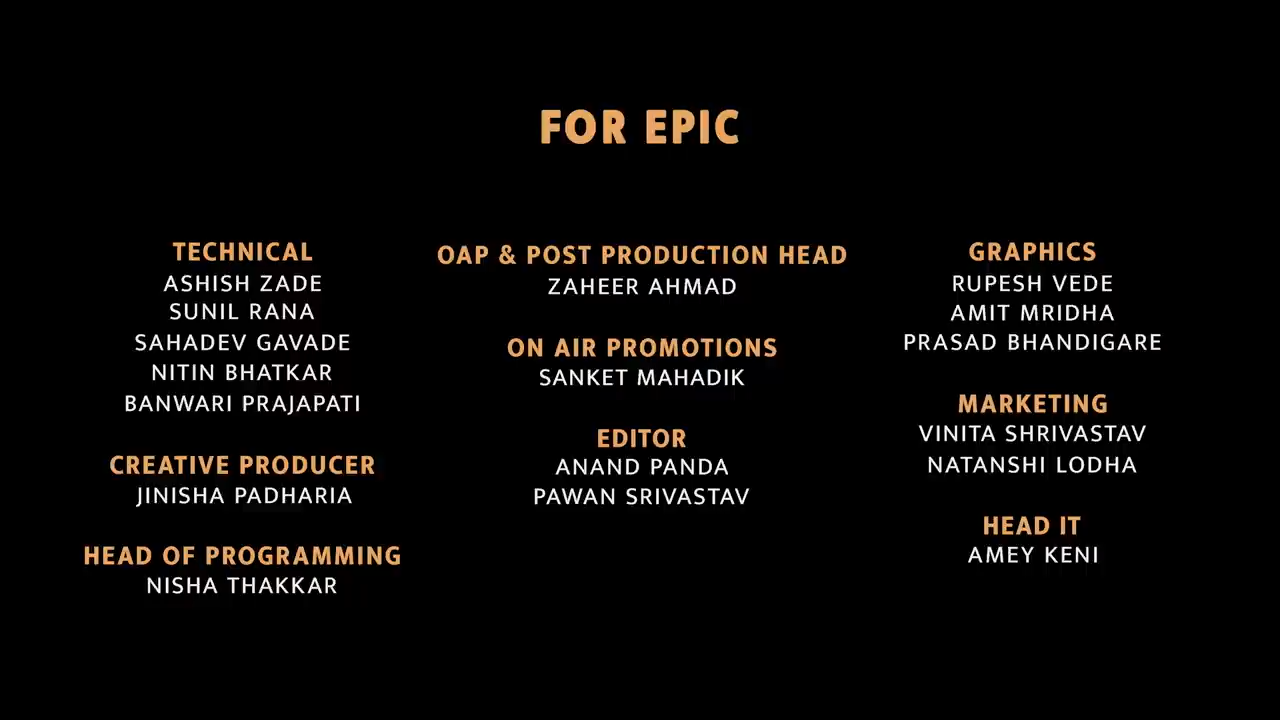 FOR EPIC
TECHNICAL
ASHISH ZADE
SUNIL RANA
SAHADEV GAVADE
NITIN BHATKAR
BANWARI PRAJAPATI
CREATIVE PRODUCER
JINISHA PADHARIA
HEAD OF PROGRAMMING
NISHA THAKKAR
OAP & POST PRODUCTION HEAD
ZAHEER AHMAD
ON AIR PROMOTIONS
SANKET MAHADIK
EDITOR
ANAND PANDA
PAWAN SRIVASTAV
GRAPHICS
RUPESH VEDE
AMIT MRIDHA
PRASAD BHANDIGARE
MARKETING
VINITA SHRIVASTAV
NATANSHI LODHA
HEAD IT
AMEY KENI